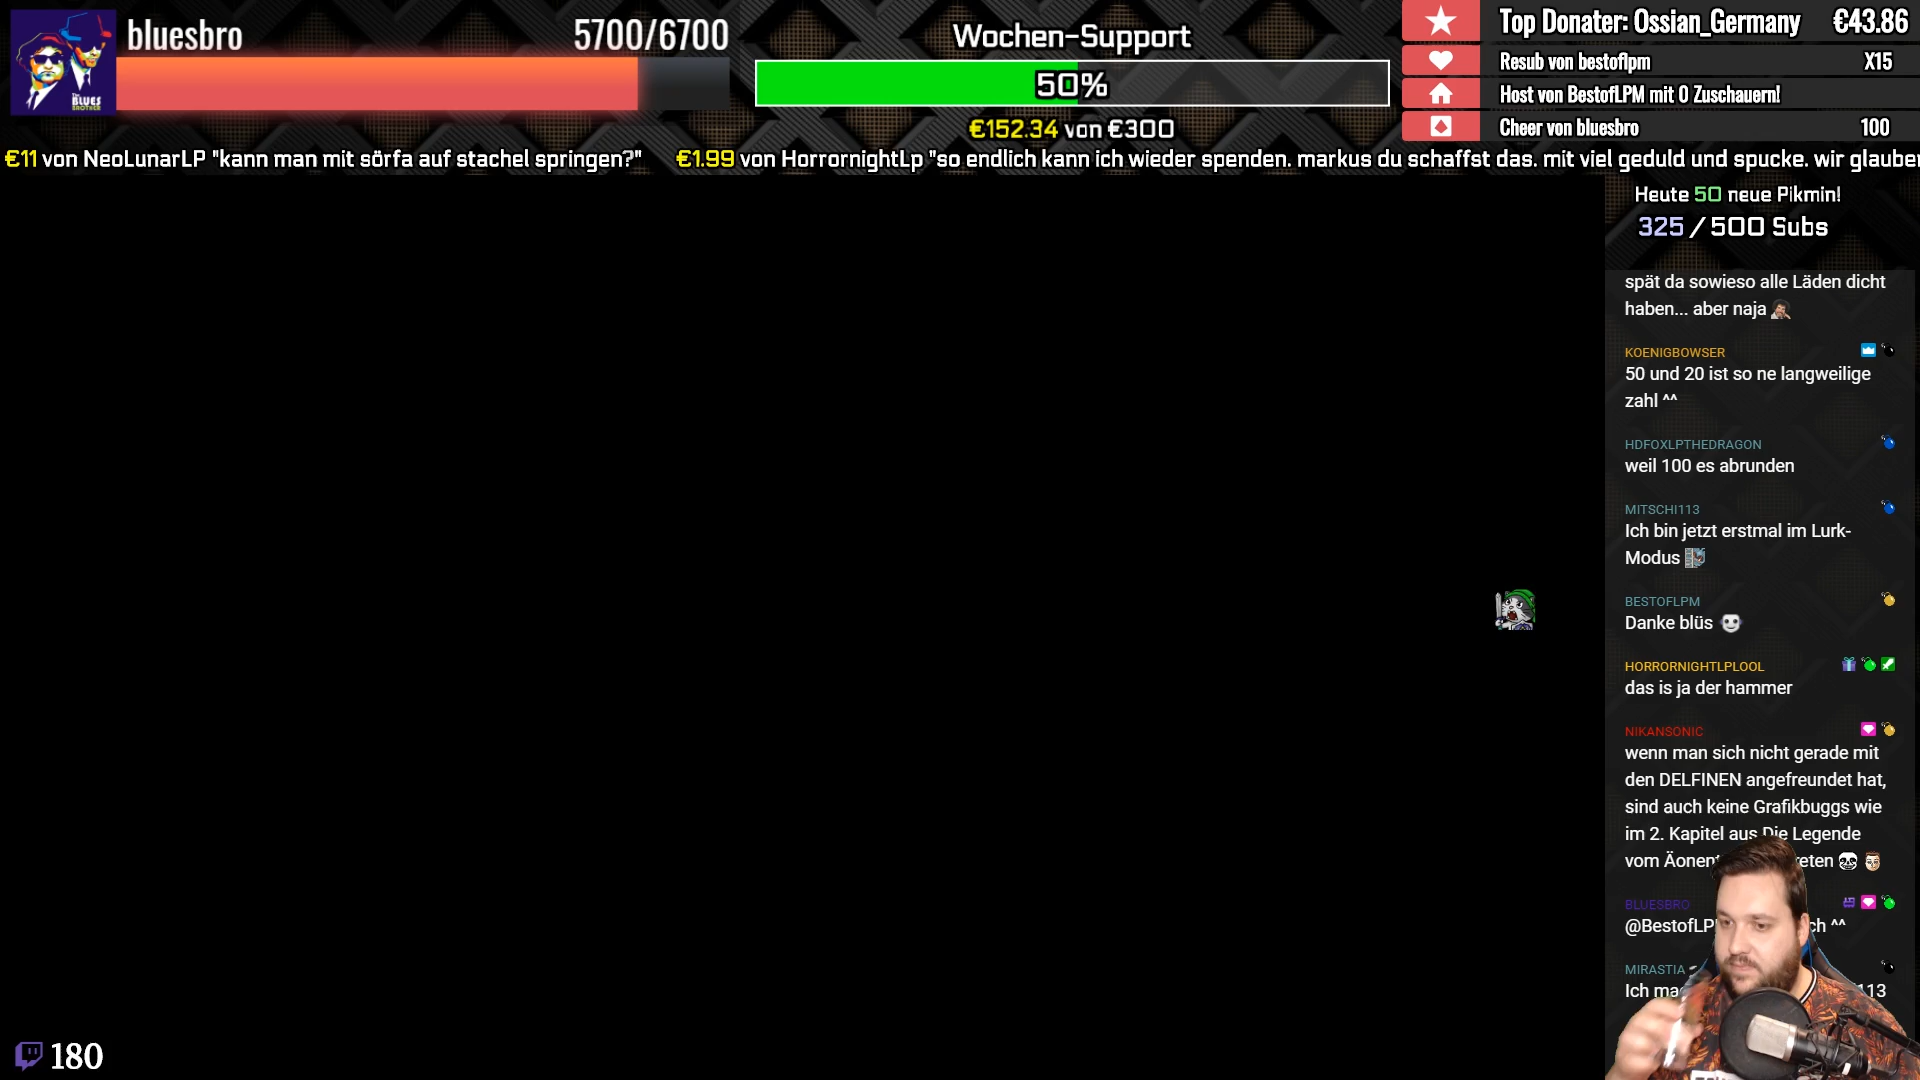 bluesbro
5700/6700
THE BLUES BROTHER
Wochen-Support
50%
€152.34 von €300
Top Donater: Ossian_Germany €43.86
Resub von bestoflpm X15
Host von BestofLPM mit 0 Zuschauern!
Cheer von bluesbro 100
€11 von NeoLunarLP "kann man mit sörfa auf stachel springen?" €1.99 von HorrornightLp "so endlich kann ich wieder spenden. markus du schaffst das. mit viel geduld und spucke. wir glauben
Heute 50 neue Pikmin!
325 / 500 Subs
spät da sowieso alle Läden dicht
haben... aber naja
KOENIGBOWSER
50 und 20 ist so ne langweilige
zahl ^^
HDFOXLPTHEDRAGON
weil 100 es abrunden
MITSCHI113
Ich bin jetzt erstmal im Lurk-
Modus
BESTOFLPM
Danke blüs
HORRORNIGHTLPLOOL
das is ja der hammer
NIKANSONIC
wenn man sich nicht gerade mit
den DELFINEN angefreundet hat,
sind auch keine Grafikbuggs wie
im 2. Kapitel aus Die Legende
vom Äonent eten
BLUESBRO
@BestofLP ch ^^
MIRASTIA
Ich ma 113
180